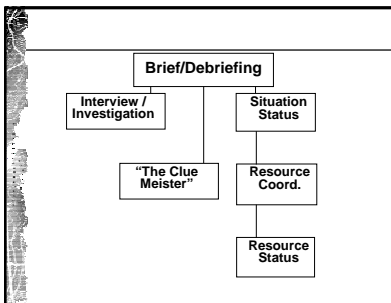 Brief/Debriefing
Interview /
Investigation
Situation
Status
“The Clue
Meister”
Resource
Coord.
Resource
Status